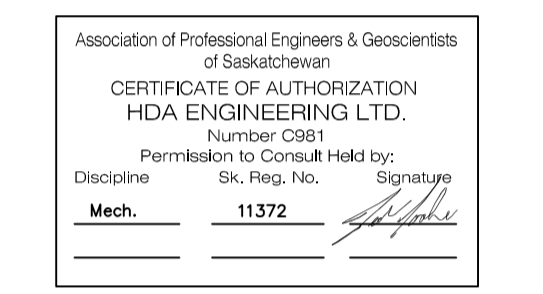 Association of Professional Engineers & Geoscientists
of Saskatchewan
CERTIFICATE OF AUTHORIZATION
HDA ENGINEERING LTD.
Number C981
Permission to Consult Held by:
Discipline Sk. Reg. No. Signature
Mech. 11372